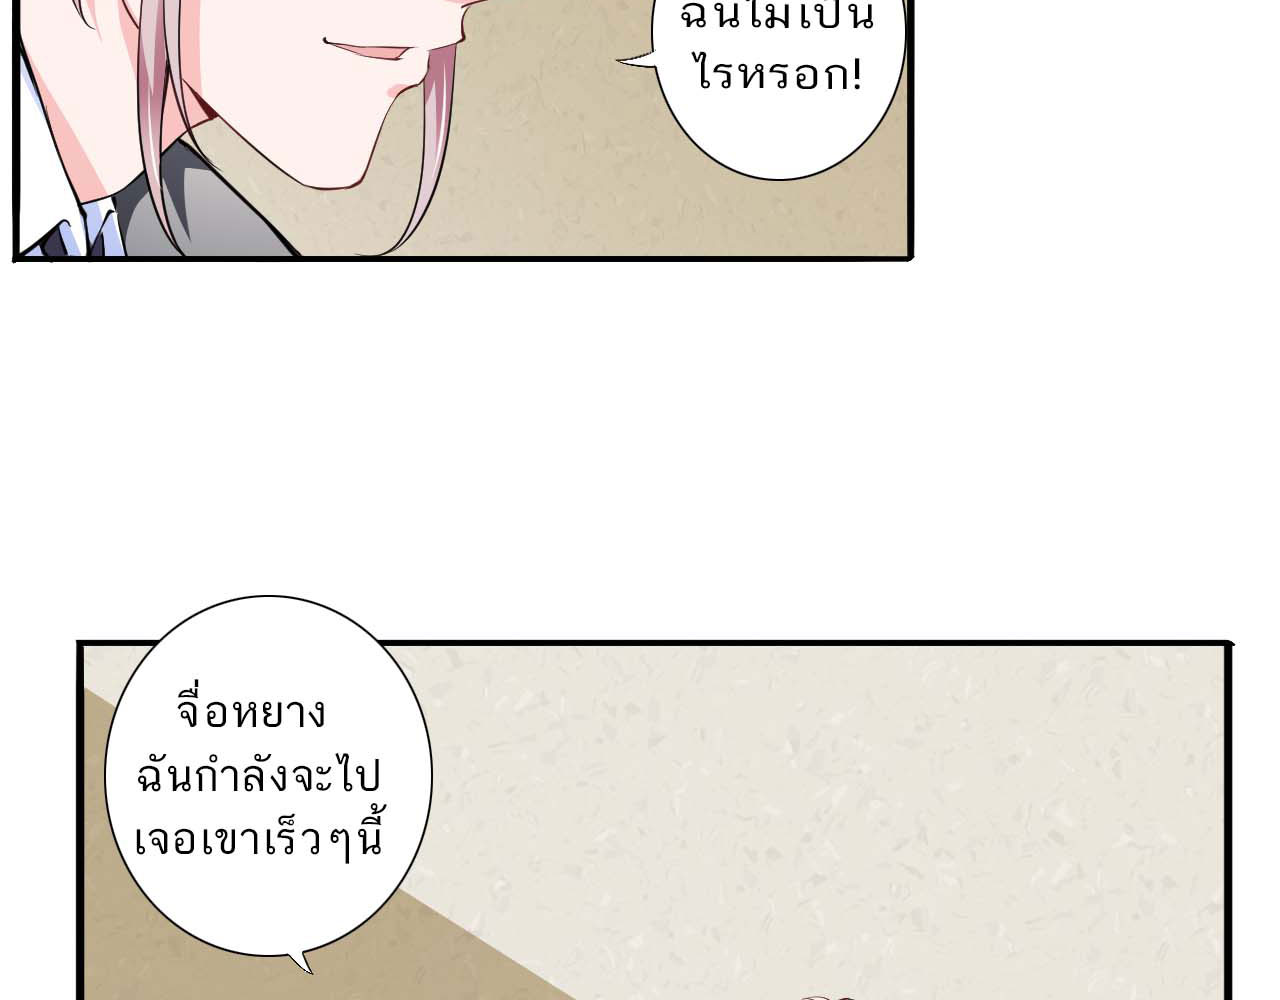 ฉันไม่เป็น
ไรหรอก!
จื่อหยาง
ฉันกำลังจะไป
เจอเขาเร็วๆนี้